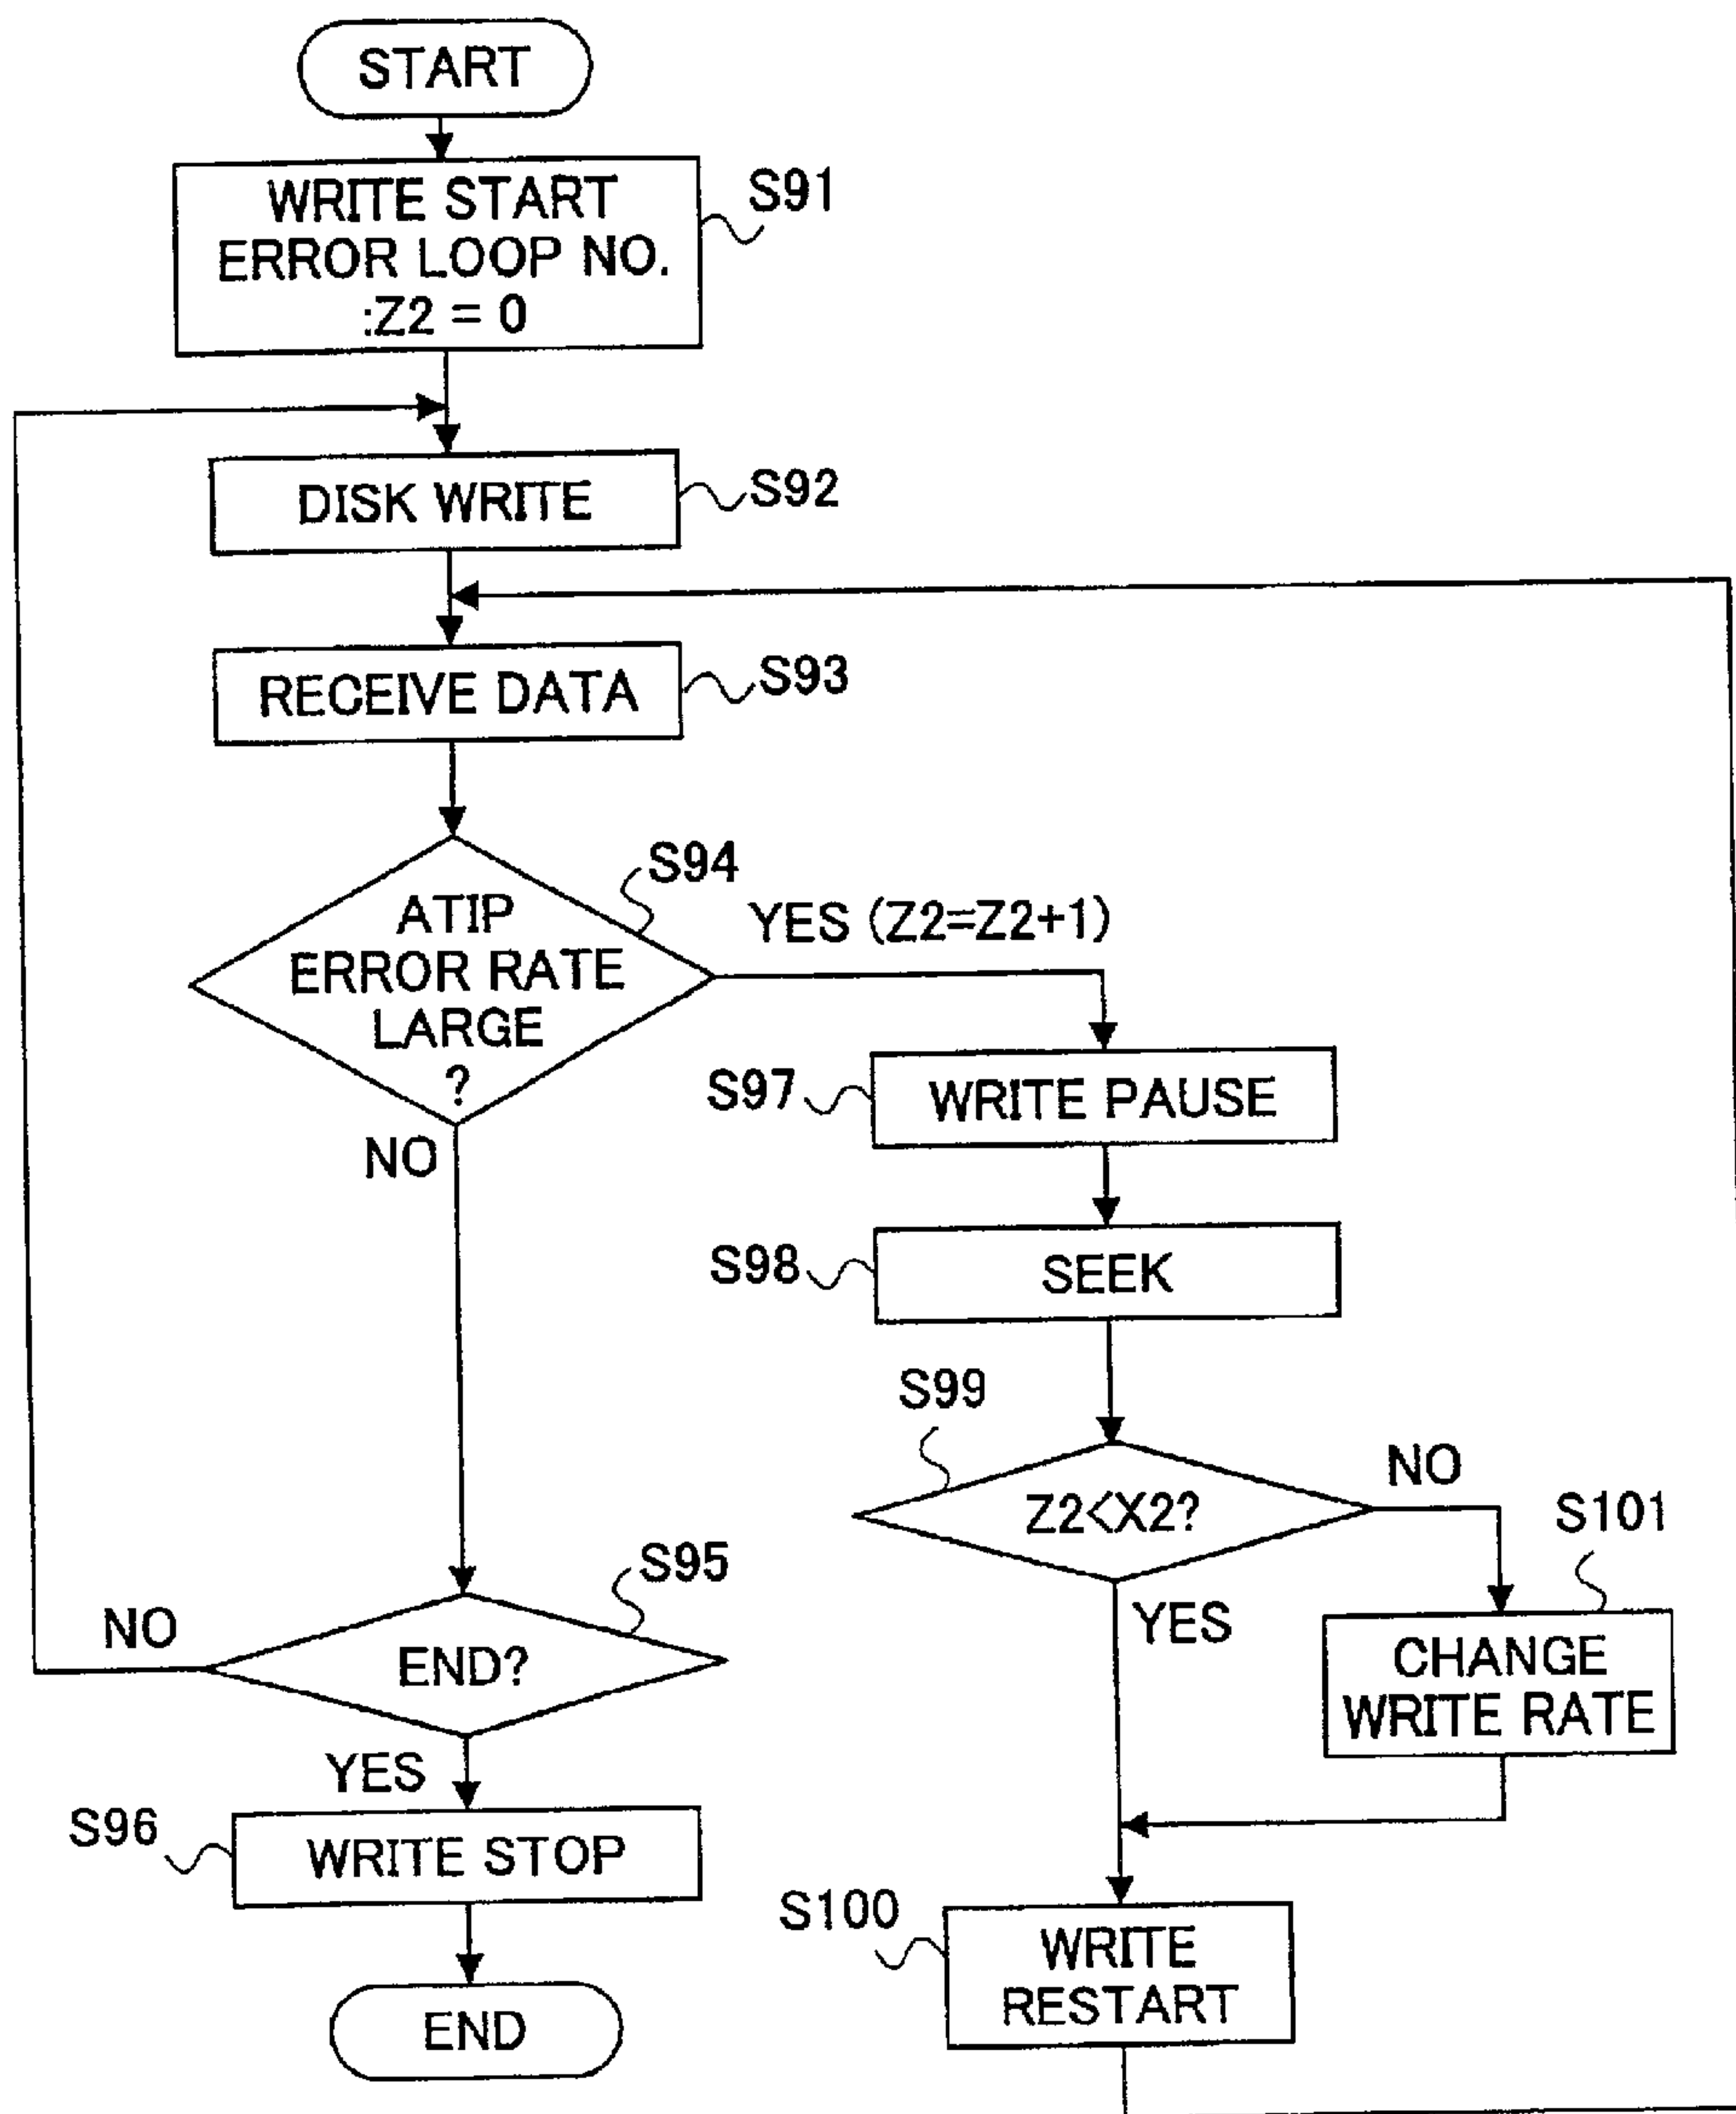 START
WRITE START
ERROR LOOP NO.
:Z2 = 0
S91
DISK WRITE
S92
RECEIVE DATA
S93
S94
ATIP
ERROR RATE
LARGE
?
YES (Z2=Z2+1)
NO
S97
WRITE PAUSE
S98
SEEK
S99
Z2<X2?
NO
YES
S101
CHANGE
WRITE RATE
S95
END?
NO
YES
S96
WRITE STOP
S100
WRITE
RESTART
END